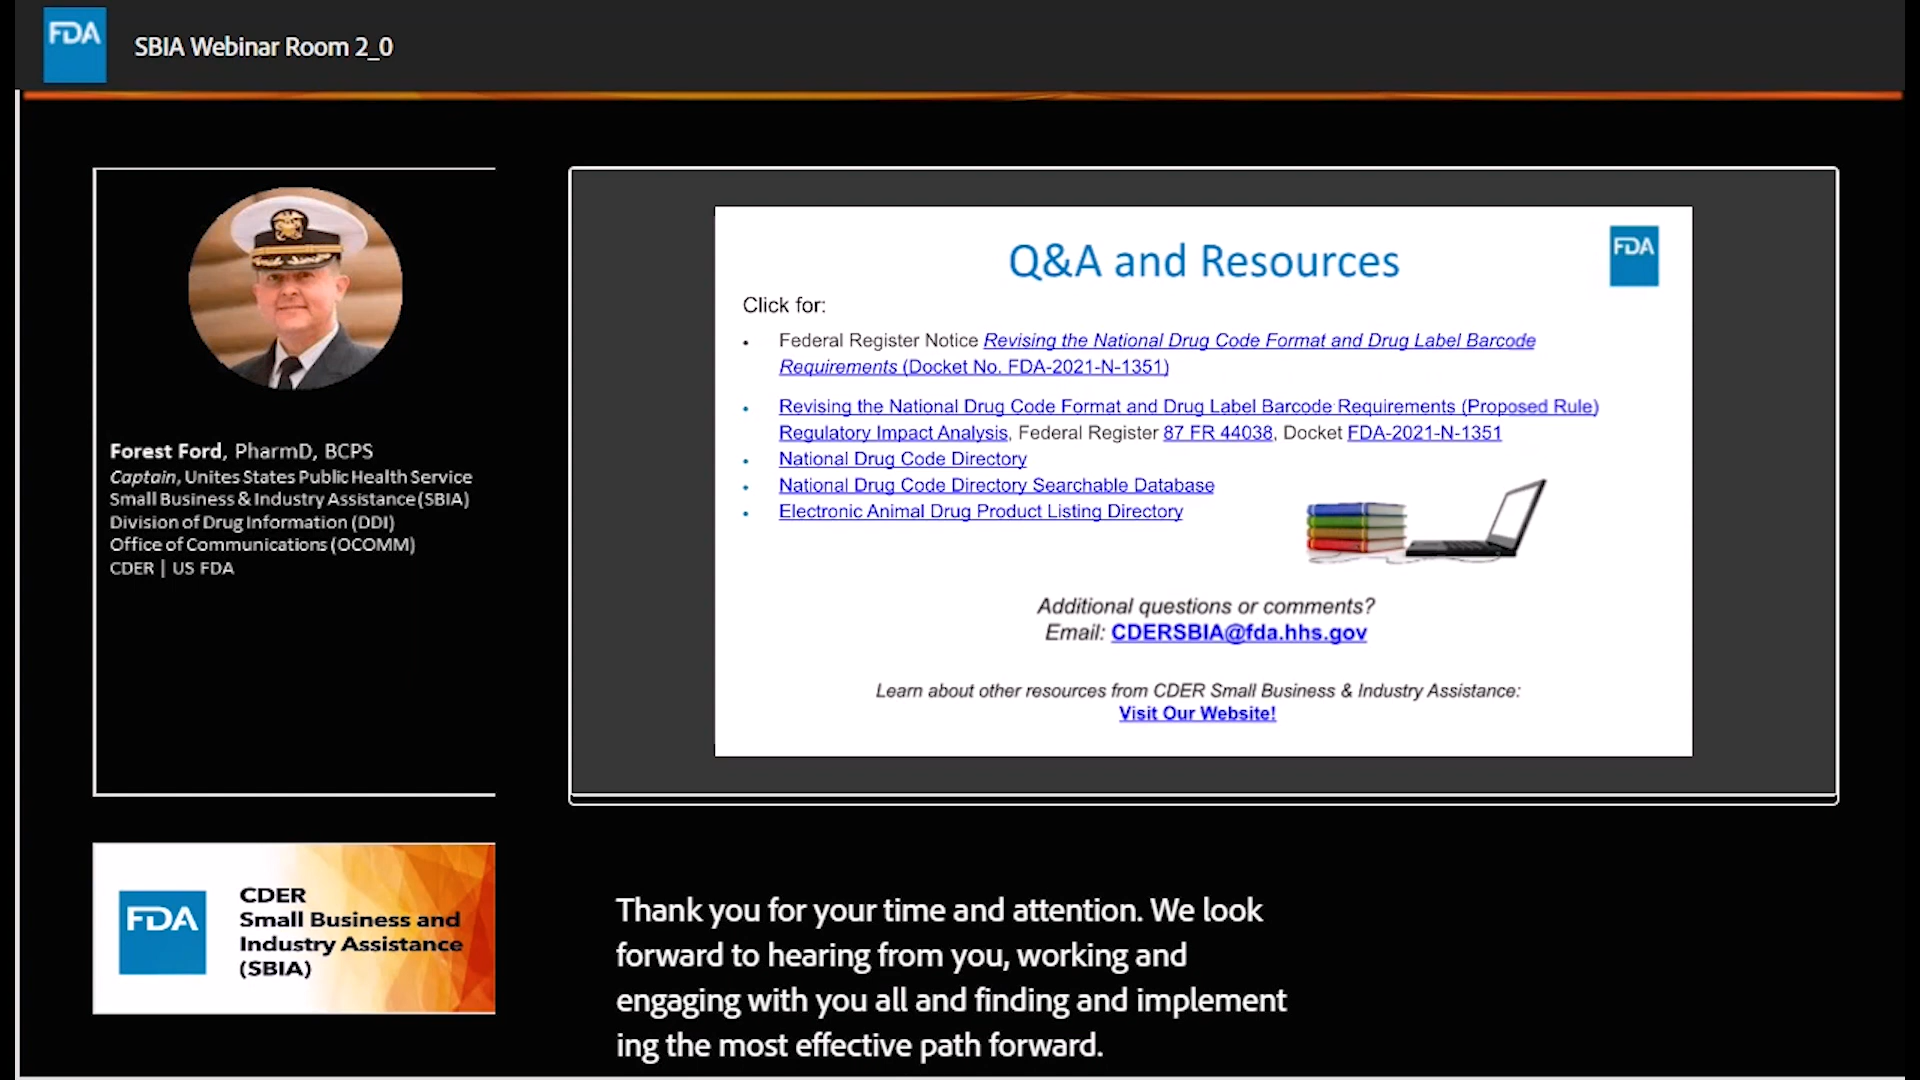 FDA
SBIA Webinar Room 2_0
Forest Ford, PharmD, BCPS
Captain, Unites States Public Health Service
Small Business & Industry Assistance (SBIA)
Division of Drug Information (DDI)
Office of Communications (OCOMM)
CDER | US FDA
Q&A and Resources
FDA
Click for:
• Federal Register Notice Revising the National Drug Code Format and Drug Label Barcode
Requirements (Docket No. FDA-2021-N-1351)
• Revising the National Drug Code Format and Drug Label Barcode Requirements (Proposed Rule)
Regulatory Impact Analysis, Federal Register 87 FR 44038, Docket FDA-2021-N-1351
• National Drug Code Directory
• National Drug Code Directory Searchable Database
• Electronic Animal Drug Product Listing Directory
Additional questions or comments?
Email: CDERSBIA@fda.hhs.gov
Learn about other resources from CDER Small Business & Industry Assistance:
Visit Our Website!
FDA
CDER
Small Business and
Industry Assistance
(SBIA)
Thank you for your time and attention. We look
forward to hearing from you, working and
engaging with you all and finding and implement
ing the most effective path forward.